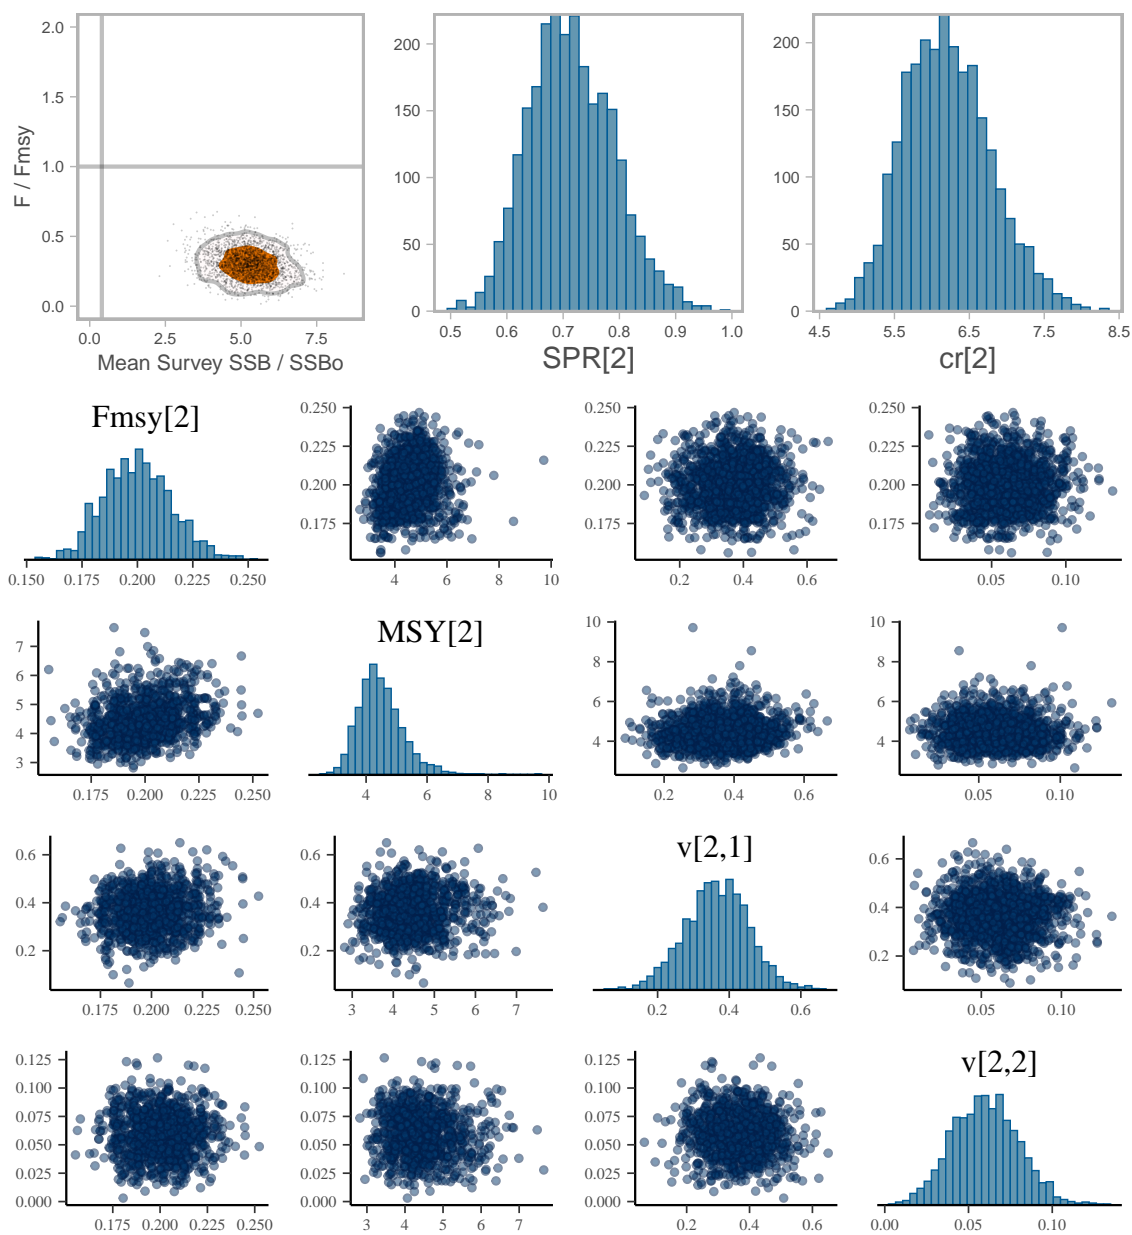 2.0
1.5
1.0
0.5
0.0
F / Fmsy
0.0 2.5 5.0 7.5
Mean Survey SSB / SSBo
200
150
100
50
0
0.5 0.6 0.7 0.8 0.9 1.0
SPR[2]
200
150
100
50
0
4.5 5.5 6.5 7.5 8.5
cr[2]
Fmsy[2]
0.150 0.175 0.200 0.225 0.250
0.250
0.225
0.200
0.175
4 6 8 10
0.250
0.225
0.200
0.175
0.2 0.4 0.6
0.250
0.225
0.200
0.175
0.05 0.10
7
6
5
4
3
0.175 0.200 0.225 0.250
MSY[2]
4 6 8 10
10
8
6
4
0.2 0.4 0.6
10
8
6
4
0.05 0.10
0.6
0.4
0.2
0.175 0.200 0.225 0.250
0.6
0.4
0.2
3 4 5 6 7
v[2,1]
0.2 0.4 0.6
0.6
0.4
0.2
0.05 0.10
0.125
0.100
0.075
0.050
0.025
0.000
0.175 0.200 0.225 0.250
0.125
0.100
0.075
0.050
0.025
0.000
3 4 5 6 7
0.125
0.100
0.075
0.050
0.025
0.000
0.2 0.4 0.6
v[2,2]
0.00 0.05 0.10